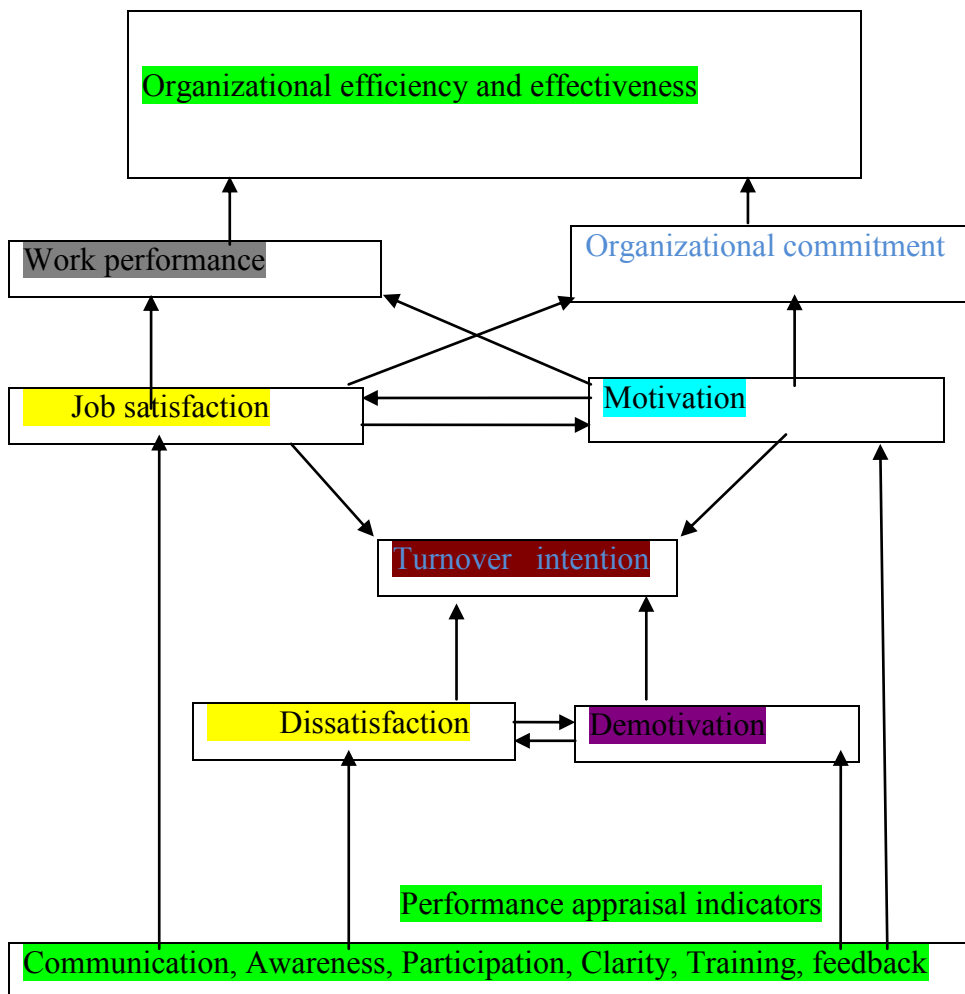 Organizational efficiency and effectiveness
Work performance
Organizational commitment
Job satisfaction
Motivation
Turnover intention
Dissatisfaction
Demotivation
Performance appraisal indicators
Communication, Awareness, Participation, Clarity, Training, feedback